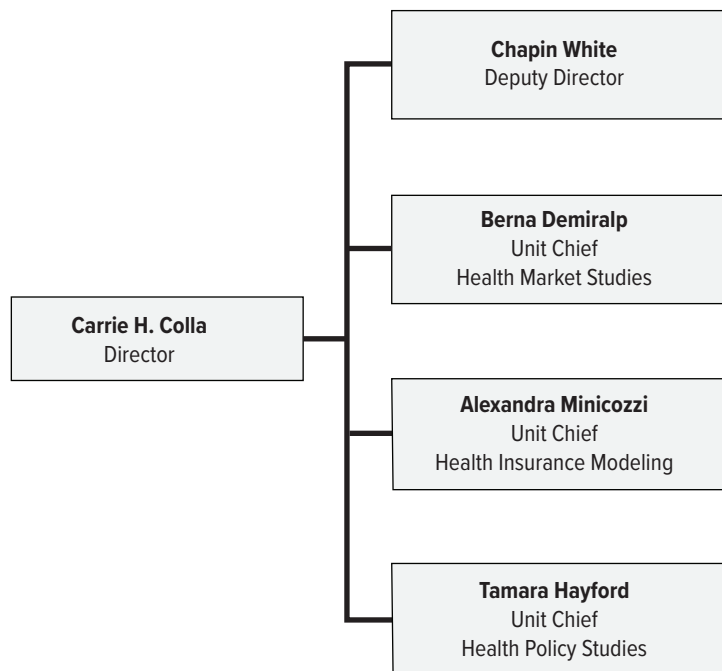 Chapin White
Deputy Director
Berna Demiralp
Unit Chief
Health Market Studies
Carrie H. Colla
Director
Alexandra Minicozzi
Unit Chief
Health Insurance Modeling
Tamara Hayford
Unit Chief
Health Policy Studies